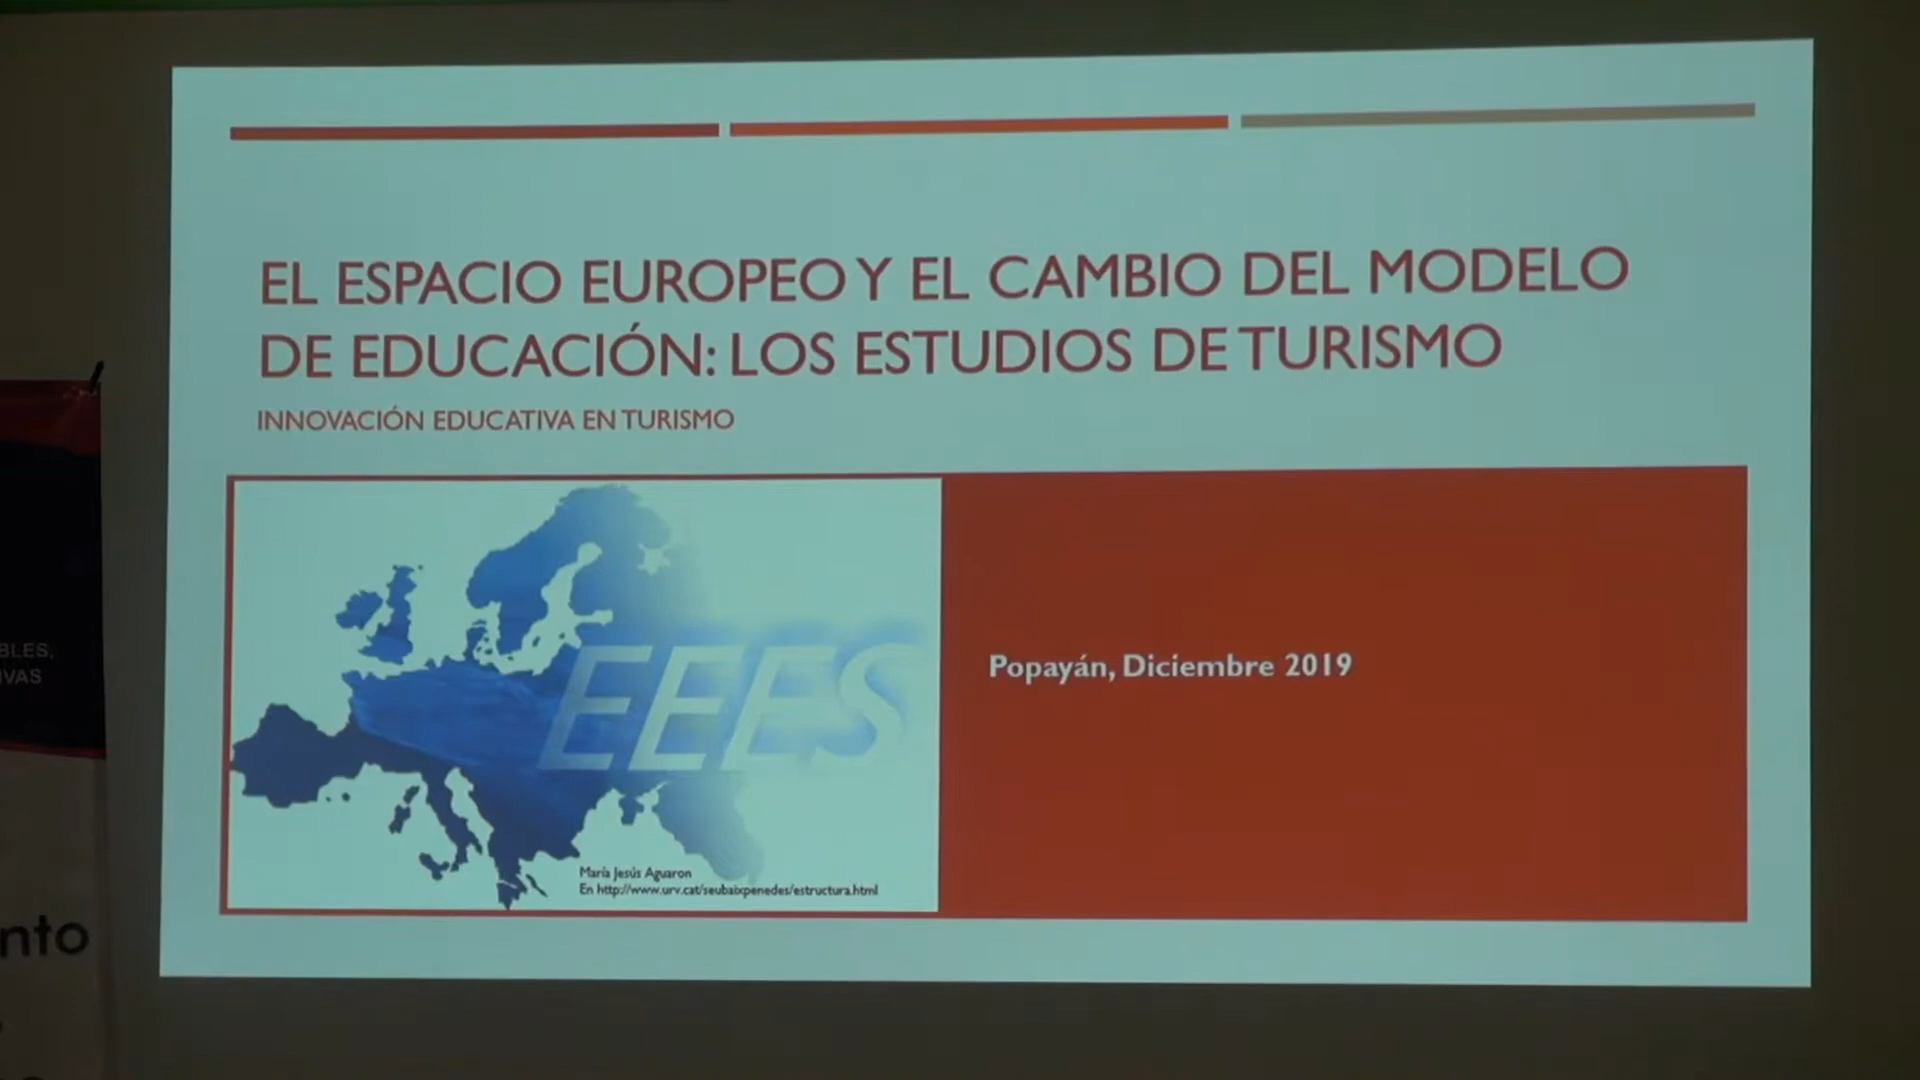 EL ESPACIO EUROPEO Y EL CAMBIO DEL MODELO
DE EDUCACIÓN: LOS ESTUDIOS DE TURISMO
INNOVACIÓN EDUCATIVA EN TURISMO
EEES
Popayán, Diciembre 2019
María Jesús Aguaron
En http://www.urv.cat/seubaixpenedes/estructura.html
BLES,
IVAS
nto